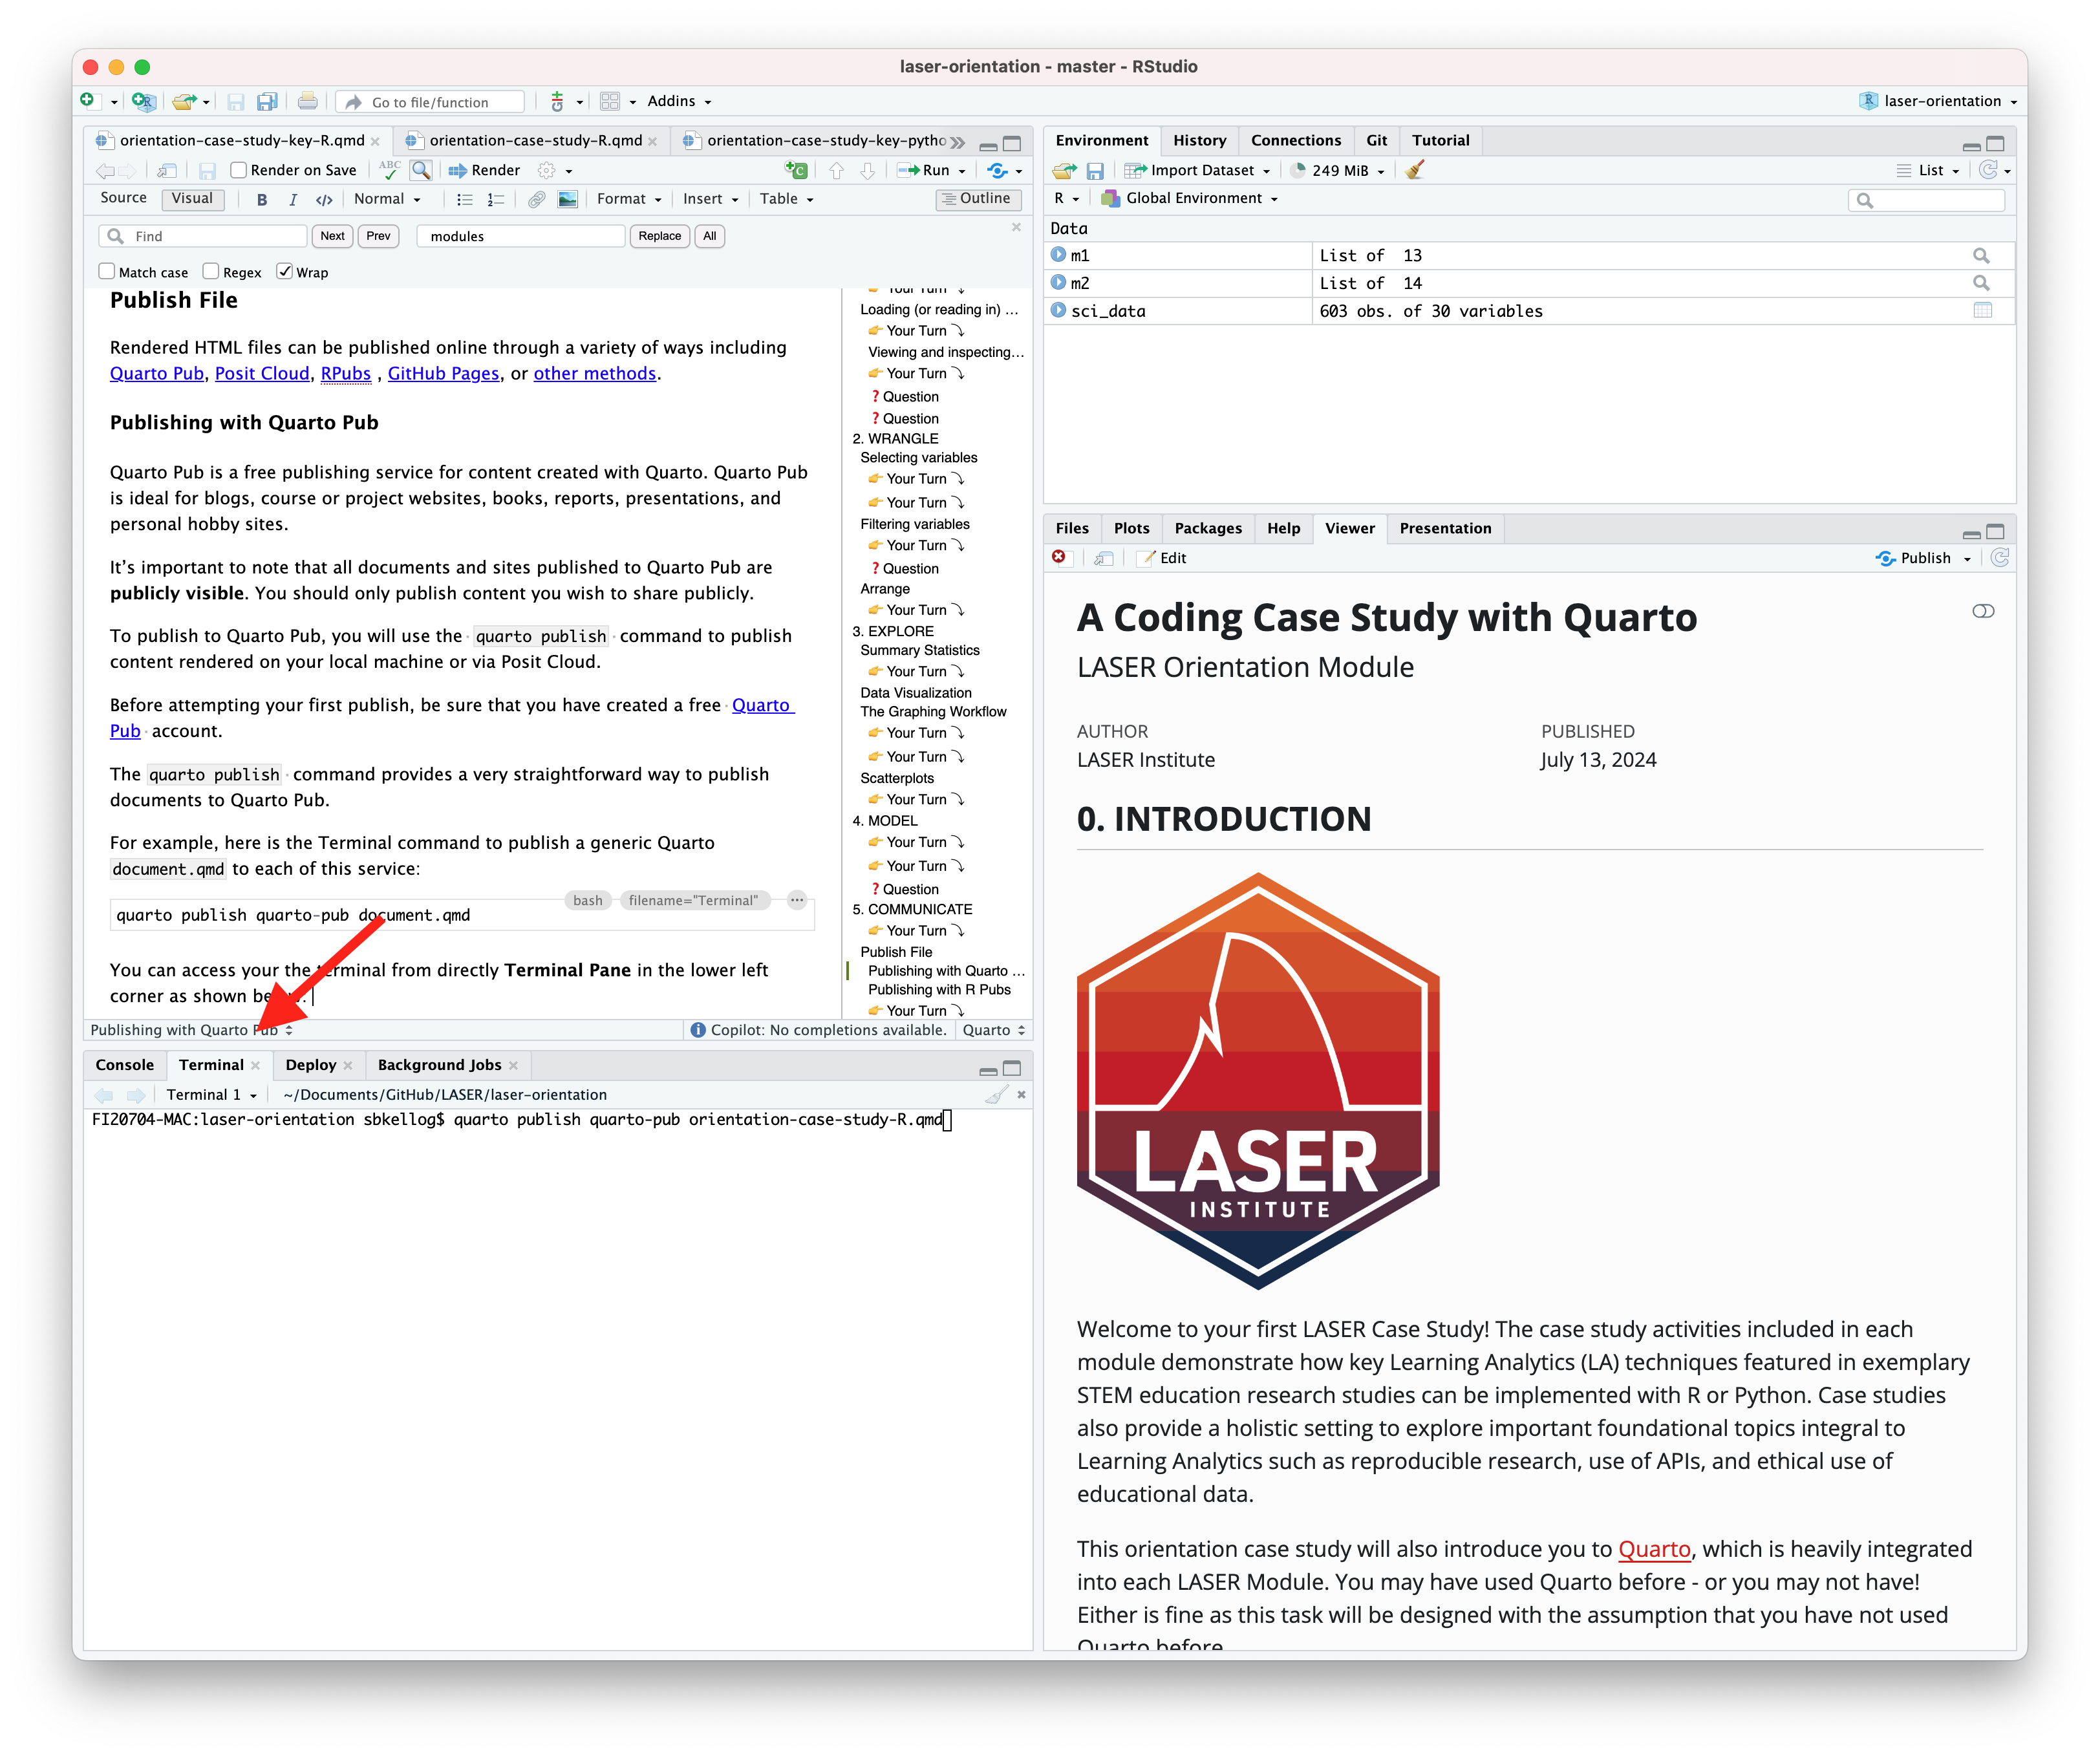 laser-orientation - master - RStudio
Go to file/function
Addins
laser-orientation
orientation-case-study-key-R.qmd
orientation-case-study-R.qmd
orientation-case-study-key-pytho
Render on Save
ABC
Render
Run
Source
Visual
B
I
</>
Normal
Format
Insert
Table
Outline
Find
Next
Prev
modules
Replace
All
Match case
Regex
Wrap
Publish File
Rendered HTML files can be published online through a variety of ways including
Quarto Pub, Posit Cloud, RPubs , GitHub Pages, or other methods.
Publishing with Quarto Pub
Quarto Pub is a free publishing service for content created with Quarto. Quarto Pub
is ideal for blogs, course or project websites, books, reports, presentations, and
personal hobby sites.
It’s important to note that all documents and sites published to Quarto Pub are
publicly visible. You should only publish content you wish to share publicly.
To publish to Quarto Pub, you will use the quarto publish command to publish
content rendered on your local machine or via Posit Cloud.
Before attempting your first publish, be sure that you have created a free Quarto
Pub account.
The quarto publish command provides a very straightforward way to publish
documents to Quarto Pub.
For example, here is the Terminal command to publish a generic Quarto
document.qmd to each of this service:
bash
filename="Terminal"
quarto publish quarto-pub document.qmd
You can access your the terminal from directly Terminal Pane in the lower left
corner as shown
Your Turn
Loading (or reading in) …
Your Turn
Viewing and inspecting…
Your Turn
? Question
? Question
2. WRANGLE
Selecting variables
Your Turn
Your Turn
Filtering variables
Your Turn
? Question
Arrange
Your Turn
3. EXPLORE
Summary Statistics
Your Turn
Data Visualization
The Graphing Workflow
Your Turn
Your Turn
Scatterplots
Your Turn
4. MODEL
Your Turn
Your Turn
? Question
5. COMMUNICATE
Your Turn
Publish File
Publishing with Quarto …
Publishing with R Pubs
Your Turn
Publishing with Quarto Pub
Copilot: No completions available.
Quarto
Console
Terminal
Deploy
Background Jobs
Terminal 1
~/Documents/GitHub/LASER/laser-orientation
FI20704-MAC:laser-orientation sbkellog$ quarto publish quarto-pub orientation-case-study-R.qmd
Environment
History
Connections
Git
Tutorial
Import Dataset
249 MiB
List
R
Global Environment
Data
m1 List of 13
m2 List of 14
sci_data 603 obs. of 30 variables
Files
Plots
Packages
Help
Viewer
Presentation
Edit
Publish
A Coding Case Study with Quarto
LASER Orientation Module
AUTHOR
LASER Institute
PUBLISHED
July 13, 2024
0. INTRODUCTION
LASER
INSTITUTE
Welcome to your first LASER Case Study! The case study activities included in each
module demonstrate how key Learning Analytics (LA) techniques featured in exemplary
STEM education research studies can be implemented with R or Python. Case studies
also provide a holistic setting to explore important foundational topics integral to
Learning Analytics such as reproducible research, use of APIs, and ethical use of
educational data.
This orientation case study will also introduce you to Quarto, which is heavily integrated
into each LASER Module. You may have used Quarto before - or you may not have!
Either is fine as this task will be designed with the assumption that you have not used
Quarto before